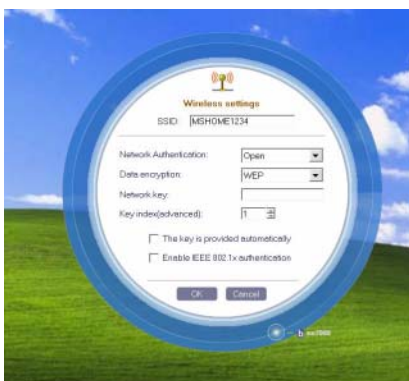 Wireless settings
SSID: MSHOME1234
Network Authentication: Open
Data encryption: WEP
Network key:
Key index(advanced): 1
The key is provided automatically
Enable IEEE 802.1x authentication
OK Cancel